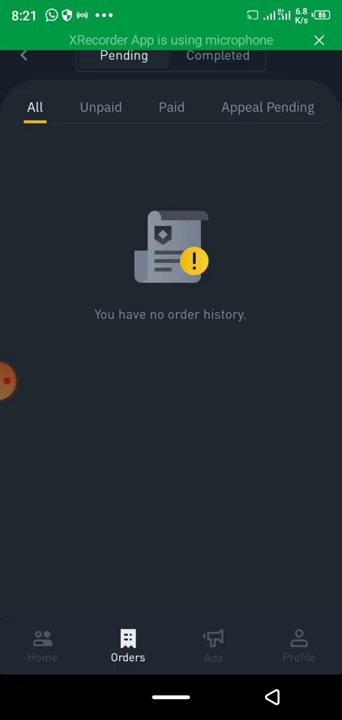 8:21
6.8
K/s
86
XRecorder App is using microphone
Pending
Completed
All
Unpaid
Paid
Appeal Pending
You have no order history.
Home
Orders
Ads
Profile